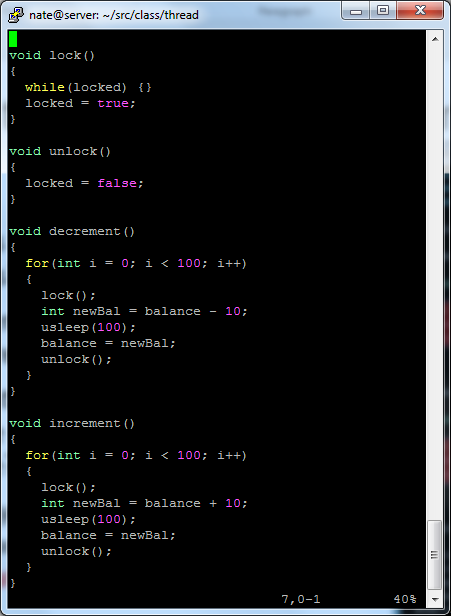 nate@server: ~/src/class/thread
void lock()
{
  while(locked) {}
  locked = true;
}
void unlock()
{
  locked = false;
}
void decrement()
{
  for(int i = 0; i < 100; i++)
  {
    lock();
    int newBal = balance - 10;
    usleep(100);
    balance = newBal;
    unlock();
  }
}
void increment()
{
  for(int i = 0; i < 100; i++)
  {
    lock();
    int newBal = balance + 10;
    usleep(100);
    balance = newBal;
    unlock();
  }
}
7,0-1 40%